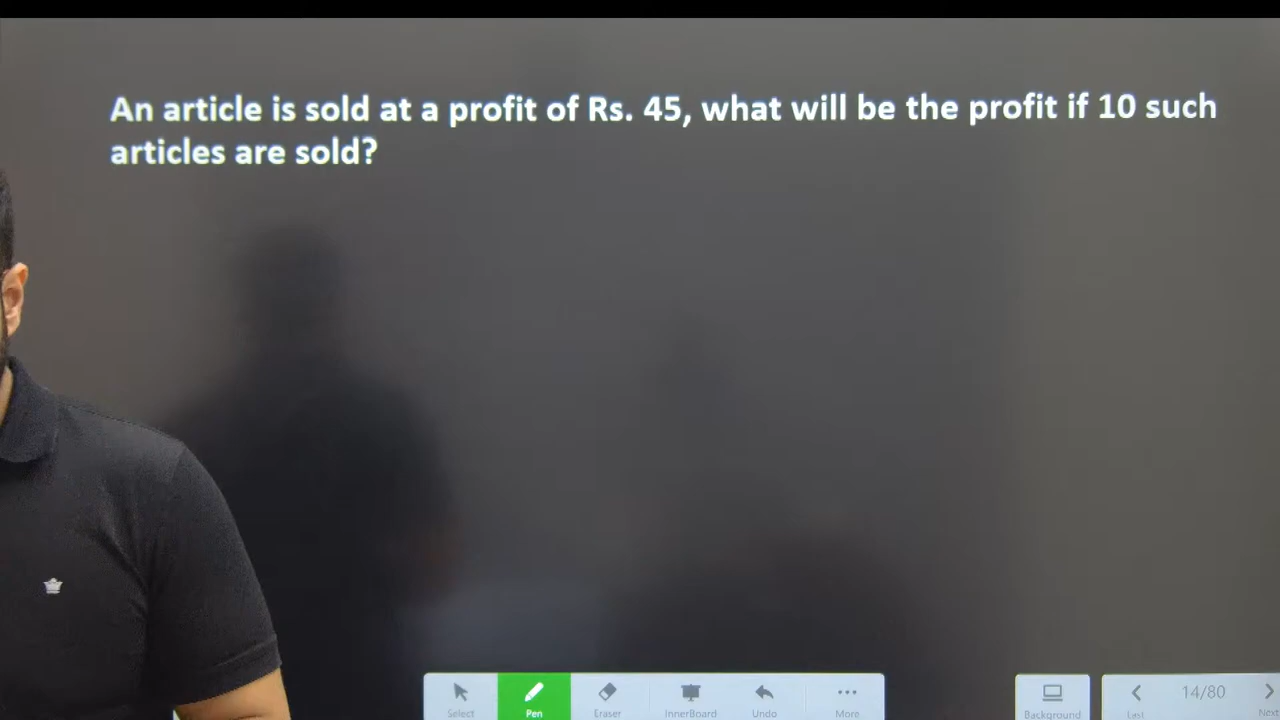 An article is sold at a profit of Rs. 45, what will be the profit if 10 such
articles are sold?
Select
Pen
Eraser
InnerBoard
Undo
More
Background
14/80
Last
Next